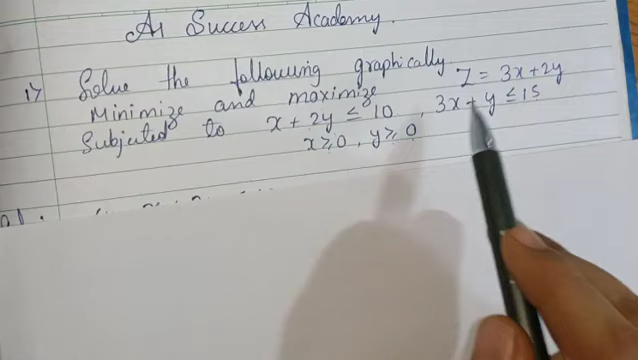 A1 Success Academy.
1) Solve the following graphically
Minimize and maximize Z = 3x+2y
Subjected to x + 2y ≤ 10 , 3x + y ≤ 15
x ≥ 0 , y ≥ 0